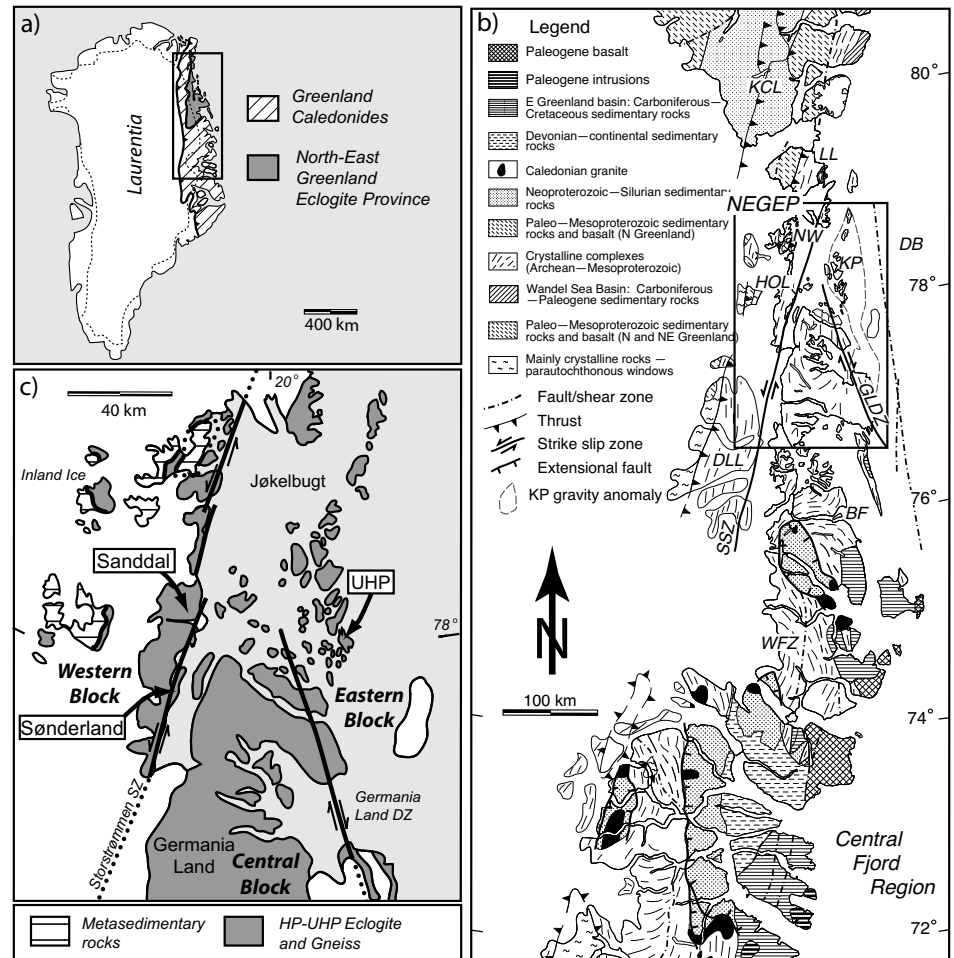 a)
Laurentia
Greenland
Caledonides
North-East
Greenland
Eclogite Province
400 km
b)
Legend
Paleogene basalt
Paleogene intrusions
E Greenland basin: Carboniferous—
Cretaceous sedimentary rocks
Devonian—continental sedimentary
rocks
Caledonian granite
Neoproterozoic—Silurian sedimentary
rocks
Paleo—Mesoproterozoic sedimentary
rocks and basalt (N Greenland)
Crystalline complexes
(Archean—Mesoproterozoic)
Wandel Sea Basin: Carboniferous
—Paleogene sedimentary rocks
Paleo—Mesoproterozoic sedimentary
rocks and basalt (N and NE Greenland)
Mainly crystalline rocks —
parautochthonous windows
Fault/shear zone
Thrust
Strike slip zone
Extensional fault
KP gravity anomaly
N
100 km
80°
KCL
LL
NEGEP
NW
DB
KP
HOL
78°
GLDZ
DLL
76°
SSZ
BF
WFZ
74°
Central
Fjord
Region
72°
c)
40 km
20°
Inland Ice
Jøkelbugt
Sanddal
UHP
78°
Western
Block
Eastern
Block
Sønderland
Storstrømmen SZ
Germania
Land DZ
Germania
Land
Central
Block
Metasedimentary
rocks
HP-UHP Eclogite
and Gneiss